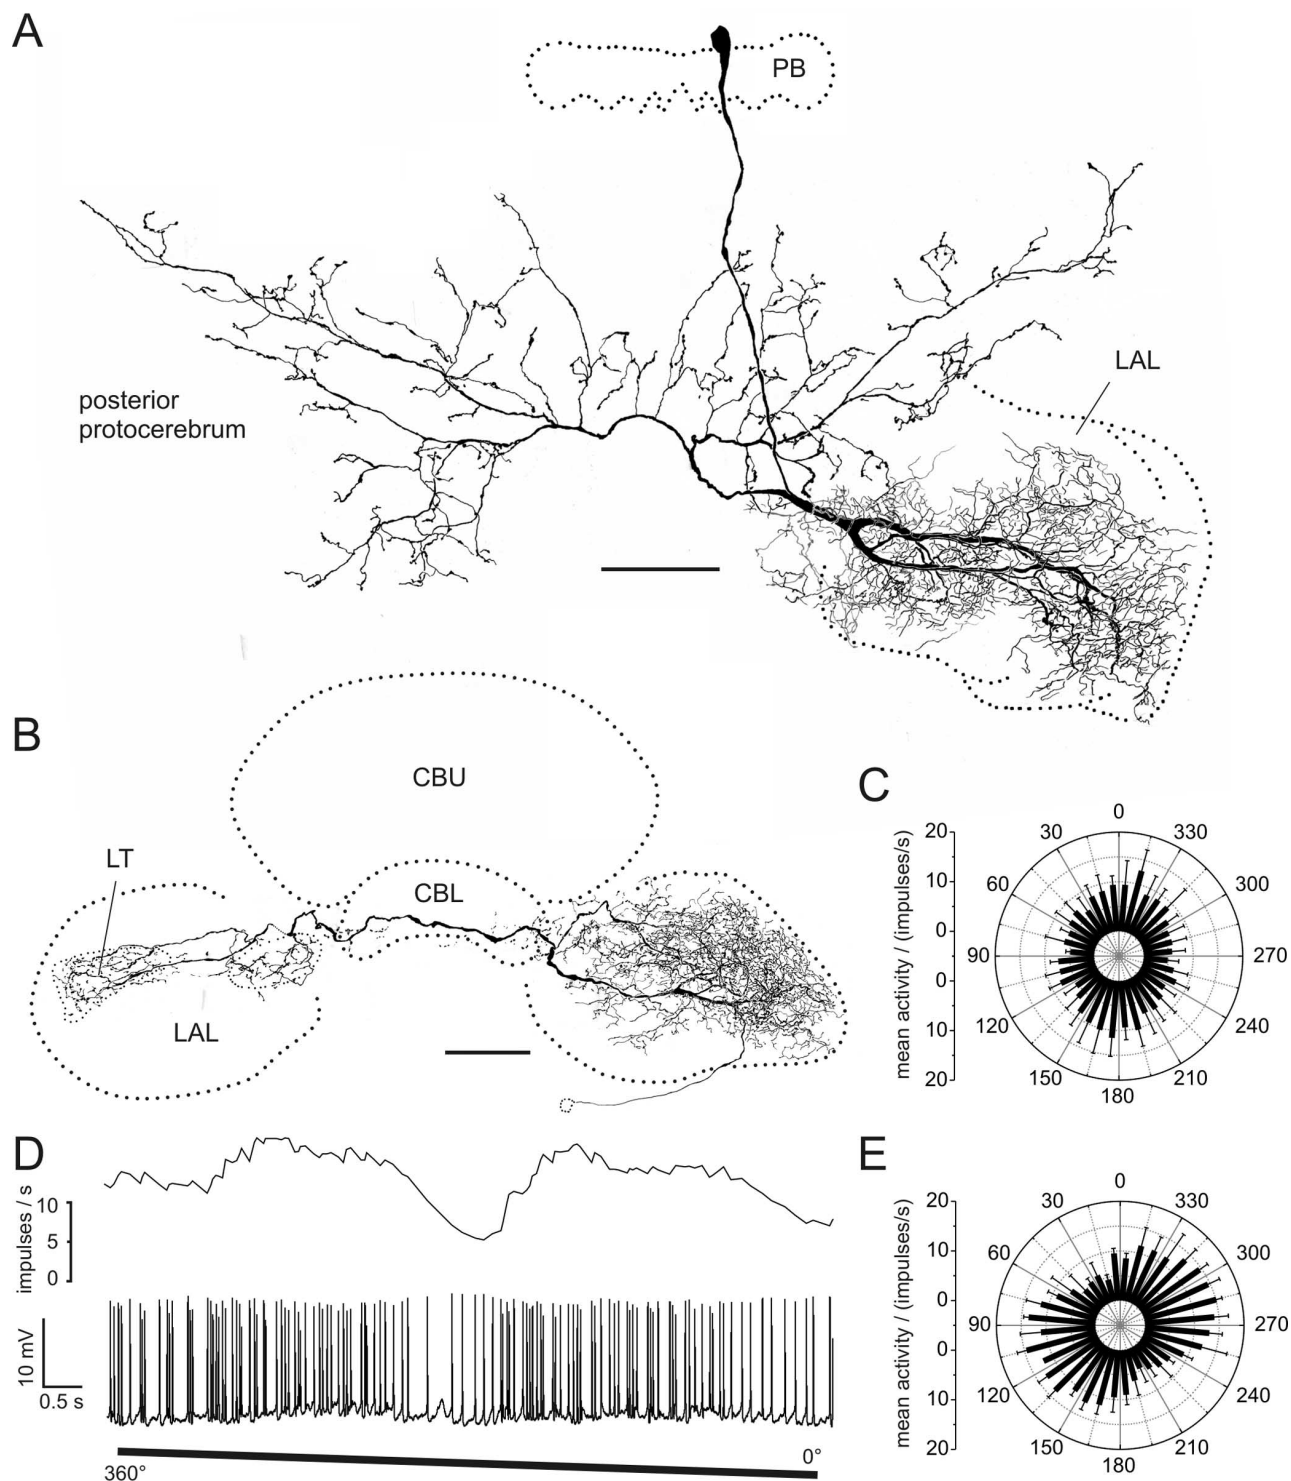 A
PB
LAL
posterior
protocerebrum
B
CBU
LT
CBL
LAL
C
mean activity / (impulses/s)
20
10
0
0
10
20
0
30
330
60
300
90
270
120
240
150
210
180
D
impulses / s
10
5
0
10 mV
0.5 s
360°
0°
E
mean activity / (impulses/s)
20
10
0
0
10
20
0
30
330
60
300
90
270
120
240
150
210
180